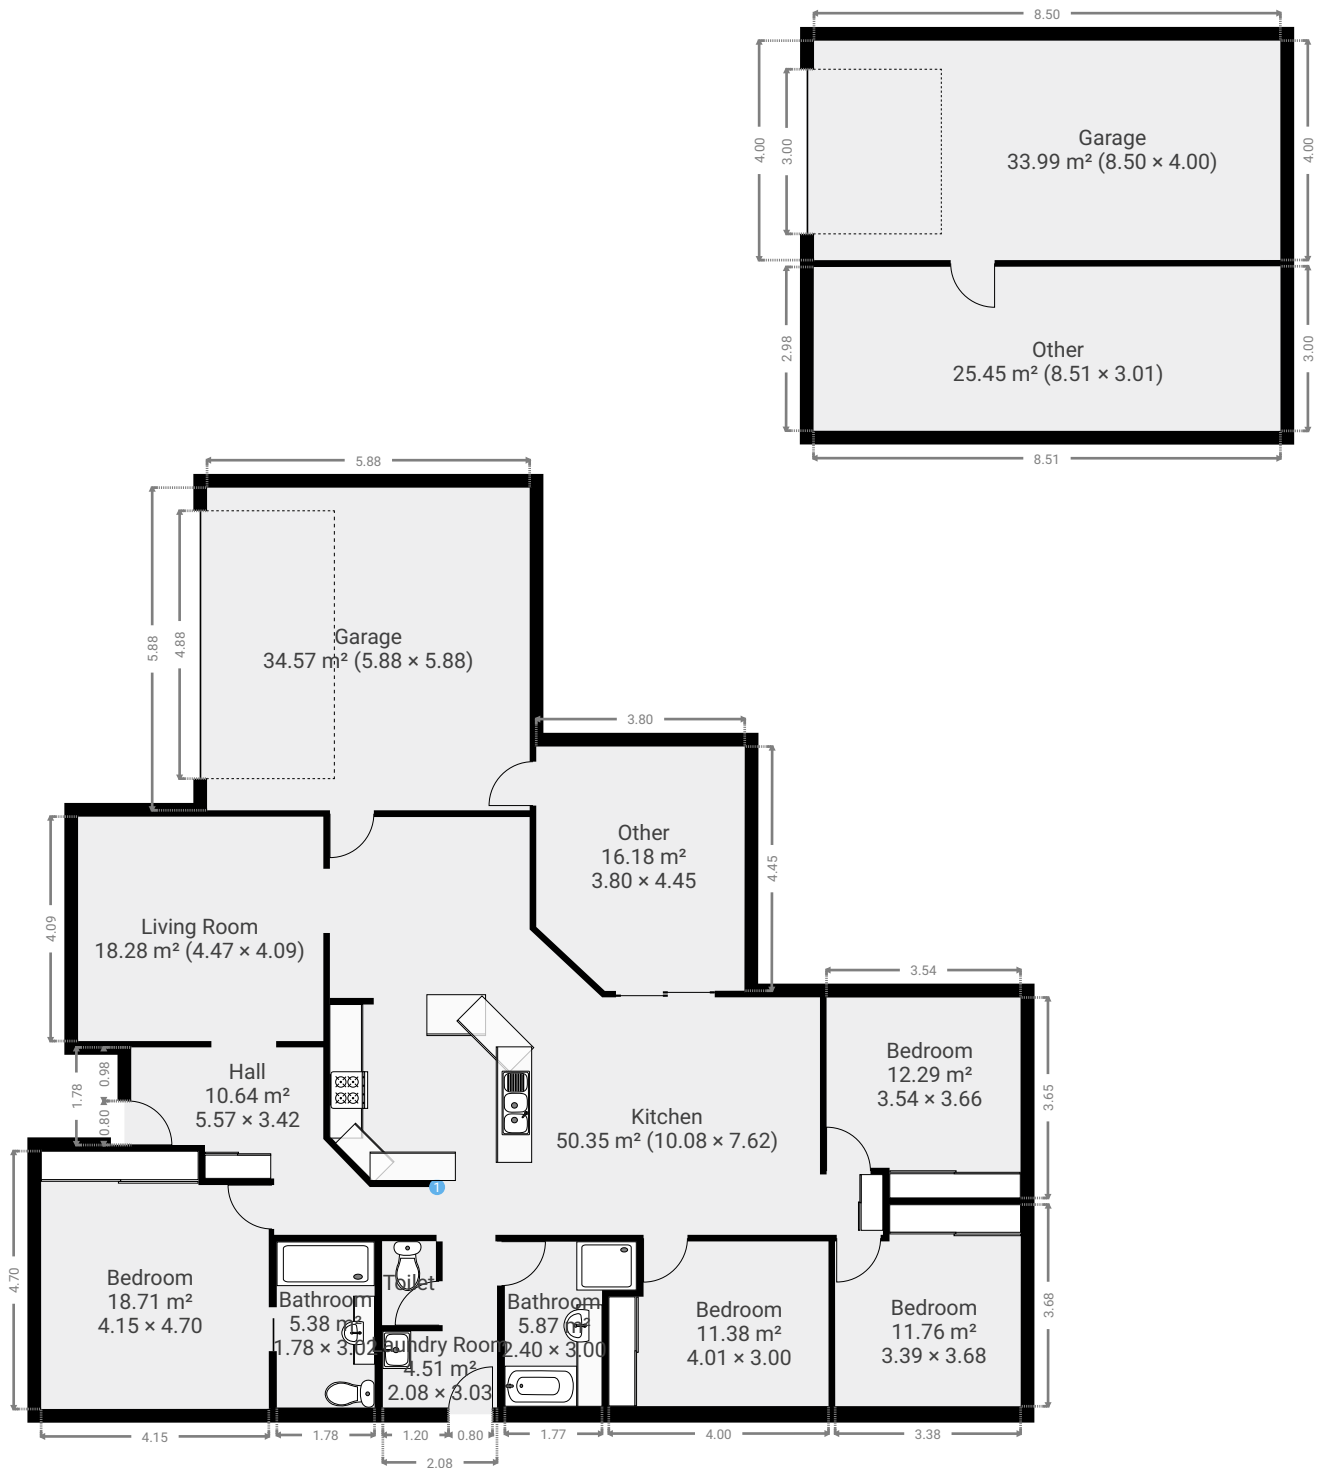 8.50
4.00
3.00
Garage
33.99 m² (8.50 × 4.00)
4.00
2.98
Other
25.45 m² (8.51 × 3.01)
3.00
8.51
5.88
5.88
4.88
Garage
34.57 m² (5.88 × 5.88)
3.80
Other
16.18 m²
3.80 × 4.45
4.45
4.09
Living Room
18.28 m² (4.47 × 4.09)
3.54
Bedroom
12.29 m²
3.54 × 3.66
3.65
1.78
0.98
0.80
Hall
10.64 m²
5.57 × 3.42
Kitchen
50.35 m² (10.08 × 7.62)
1
4.70
Bedroom
18.71 m²
4.15 × 4.70
Bathroom
5.38 m²
1.78 × 3.02
Toilet
Laundry Room
4.51 m²
2.08 × 3.03
Bathroom
5.87 m²
2.40 × 3.00
Bedroom
11.38 m²
4.01 × 3.00
Bedroom
11.76 m²
3.39 × 3.68
3.68
4.15
1.78
1.20
0.80
1.77
4.00
3.38
2.08